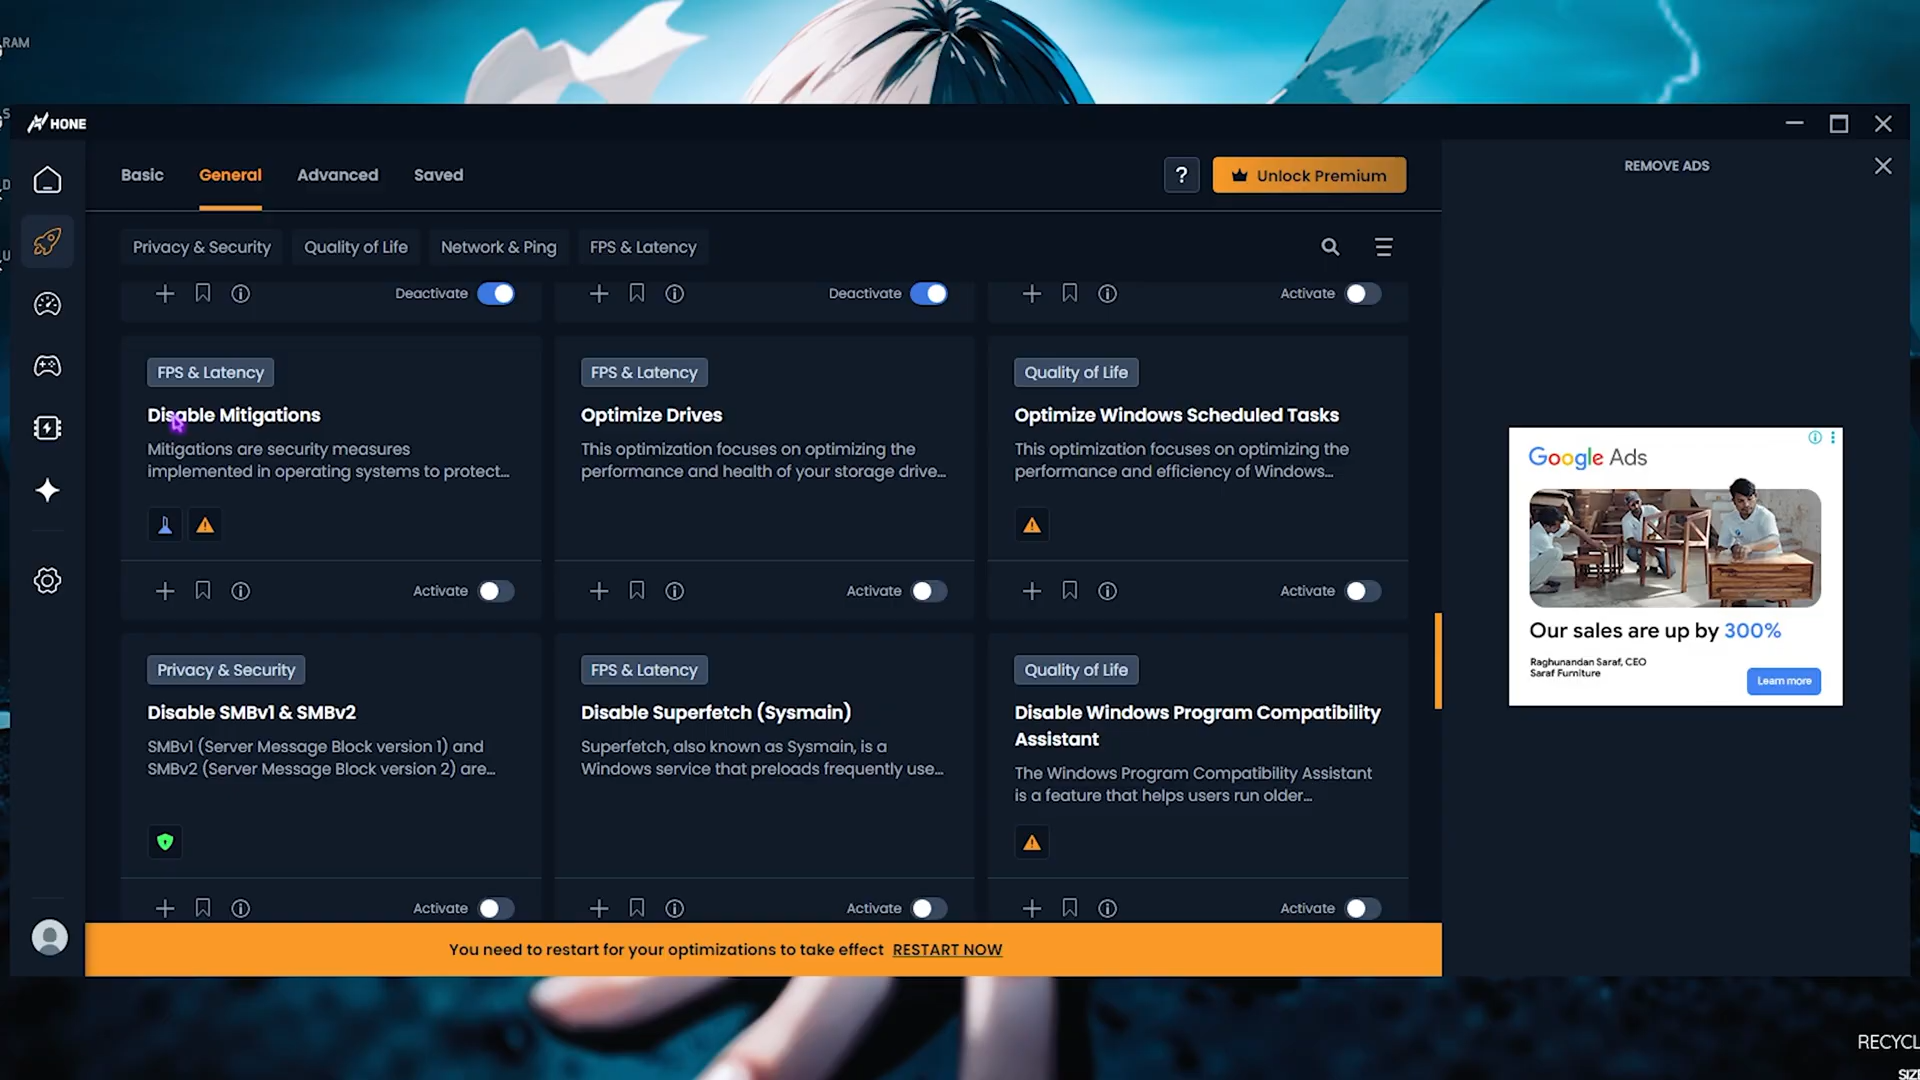 RAM
HONE
Basic
General
Advanced
Saved
?
Unlock Premium
REMOVE ADS
Privacy & Security
Quality of Life
Network & Ping
FPS & Latency
Deactivate
Deactivate
Activate
FPS & Latency
Disable Mitigations
Mitigations are security measures
implemented in operating systems to protect...
Activate
FPS & Latency
Optimize Drives
This optimization focuses on optimizing the
performance and health of your storage drive...
Activate
Quality of Life
Optimize Windows Scheduled Tasks
This optimization focuses on optimizing the
performance and efficiency of Windows...
Activate
Privacy & Security
Disable SMBv1 & SMBv2
SMBv1 (Server Message Block version 1) and
SMBv2 (Server Message Block version 2) are...
Activate
FPS & Latency
Disable Superfetch (Sysmain)
Superfetch, also known as Sysmain, is a
Windows service that preloads frequently use...
Activate
Quality of Life
Disable Windows Program Compatibility
Assistant
The Windows Program Compatibility Assistant
is a feature that helps users run older...
Activate
You need to restart for your optimizations to take effect RESTART NOW
Google Ads
Our sales are up by 300%
Raghunandan Saraf, CEO
Saraf Furniture
Learn more
RECYCL
SIZE